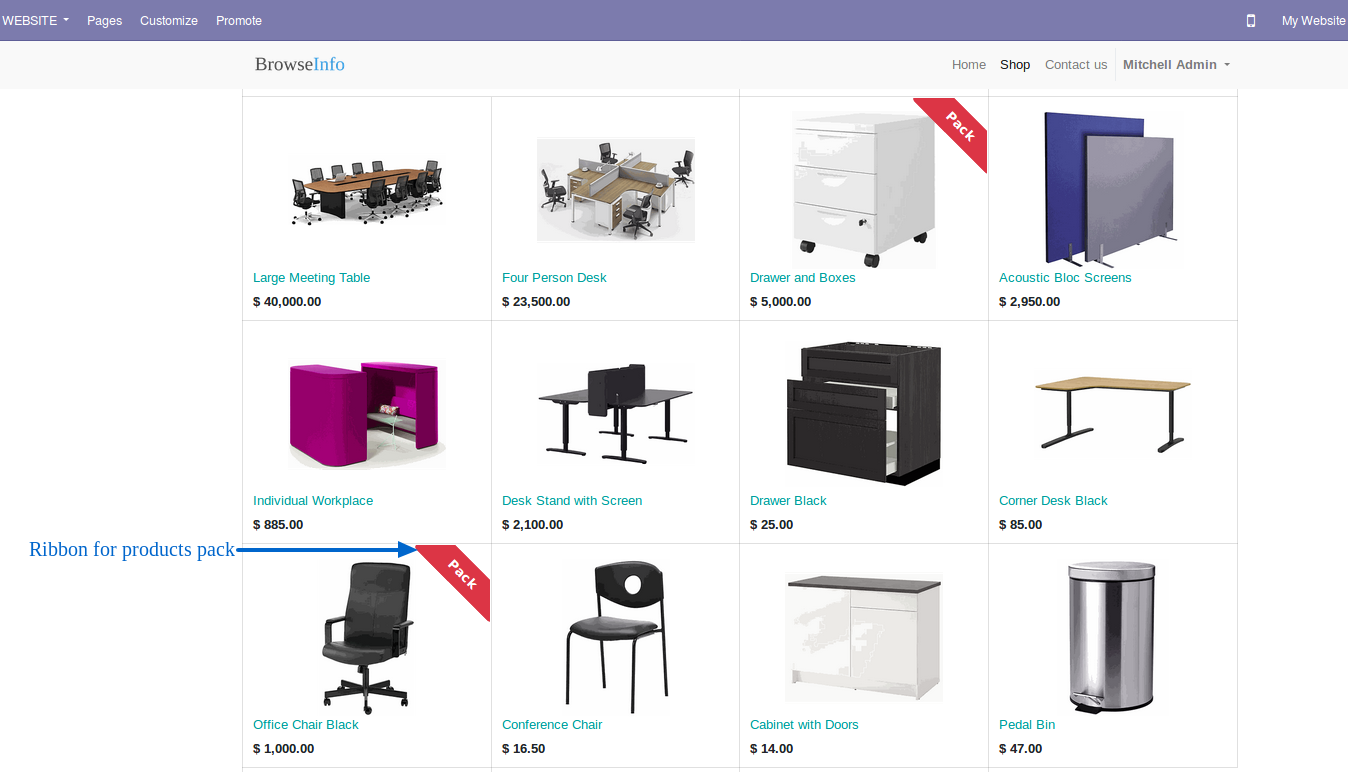 WEBSITE Pages Customize Promote My Website
BrowseInfo Home Shop Contact us Mitchell Admin
Pack
Large Meeting Table Four Person Desk Drawer and Boxes Acoustic Bloc Screens
$ 40,000.00 $ 23,500.00 $ 5,000.00 $ 2,950.00
Individual Workplace Desk Stand with Screen Drawer Black Corner Desk Black
$ 885.00 $ 2,100.00 $ 25.00 $ 85.00
Ribbon for products pack
Pack
Office Chair Black Conference Chair Cabinet with Doors Pedal Bin
$ 1,000.00 $ 16.50 $ 14.00 $ 47.00